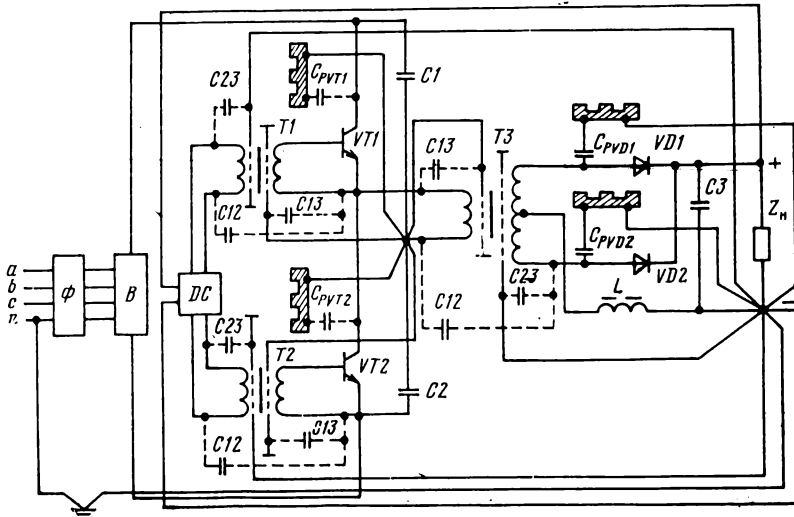 C23
T1
C_PVT1
C1
VT1
C12
C13
C13
T3
C_PVD1
VD1
+
C3
Z_н
a
b
c
n
Ф
В
DC
C_PVT2
C_PVD2
VD2
C23
L
–
C12
C23
T2
VT2
C2
C12
C13